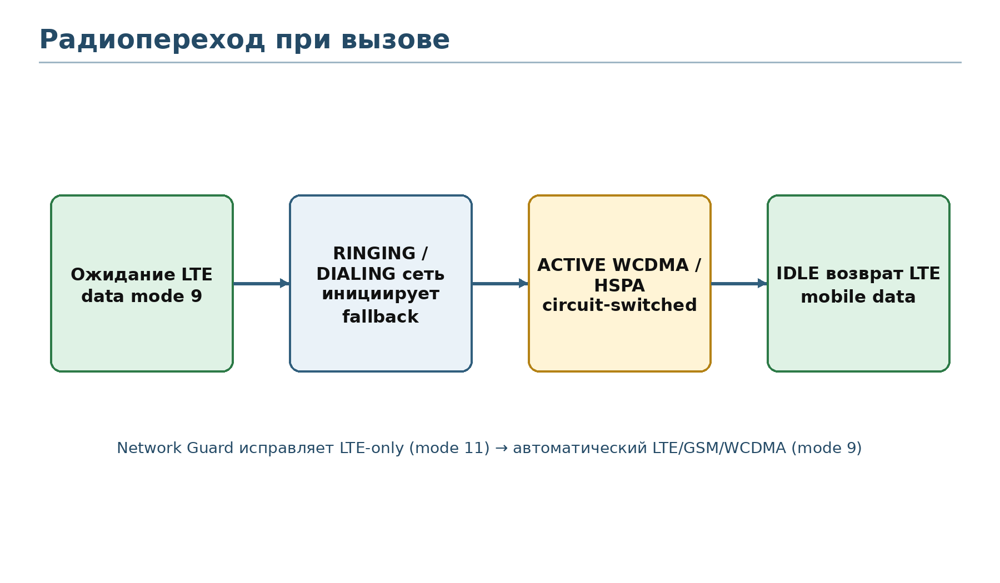 Радиопереход при вызове
Ожидание LTE
data mode 9
RINGING /
DIALING сеть
инициирует
fallback
ACTIVE WCDMA /
HSPA
circuit-switched
IDLE возврат LTE
mobile data
Network Guard исправляет LTE-only (mode 11) → автоматический LTE/GSM/WCDMA (mode 9)